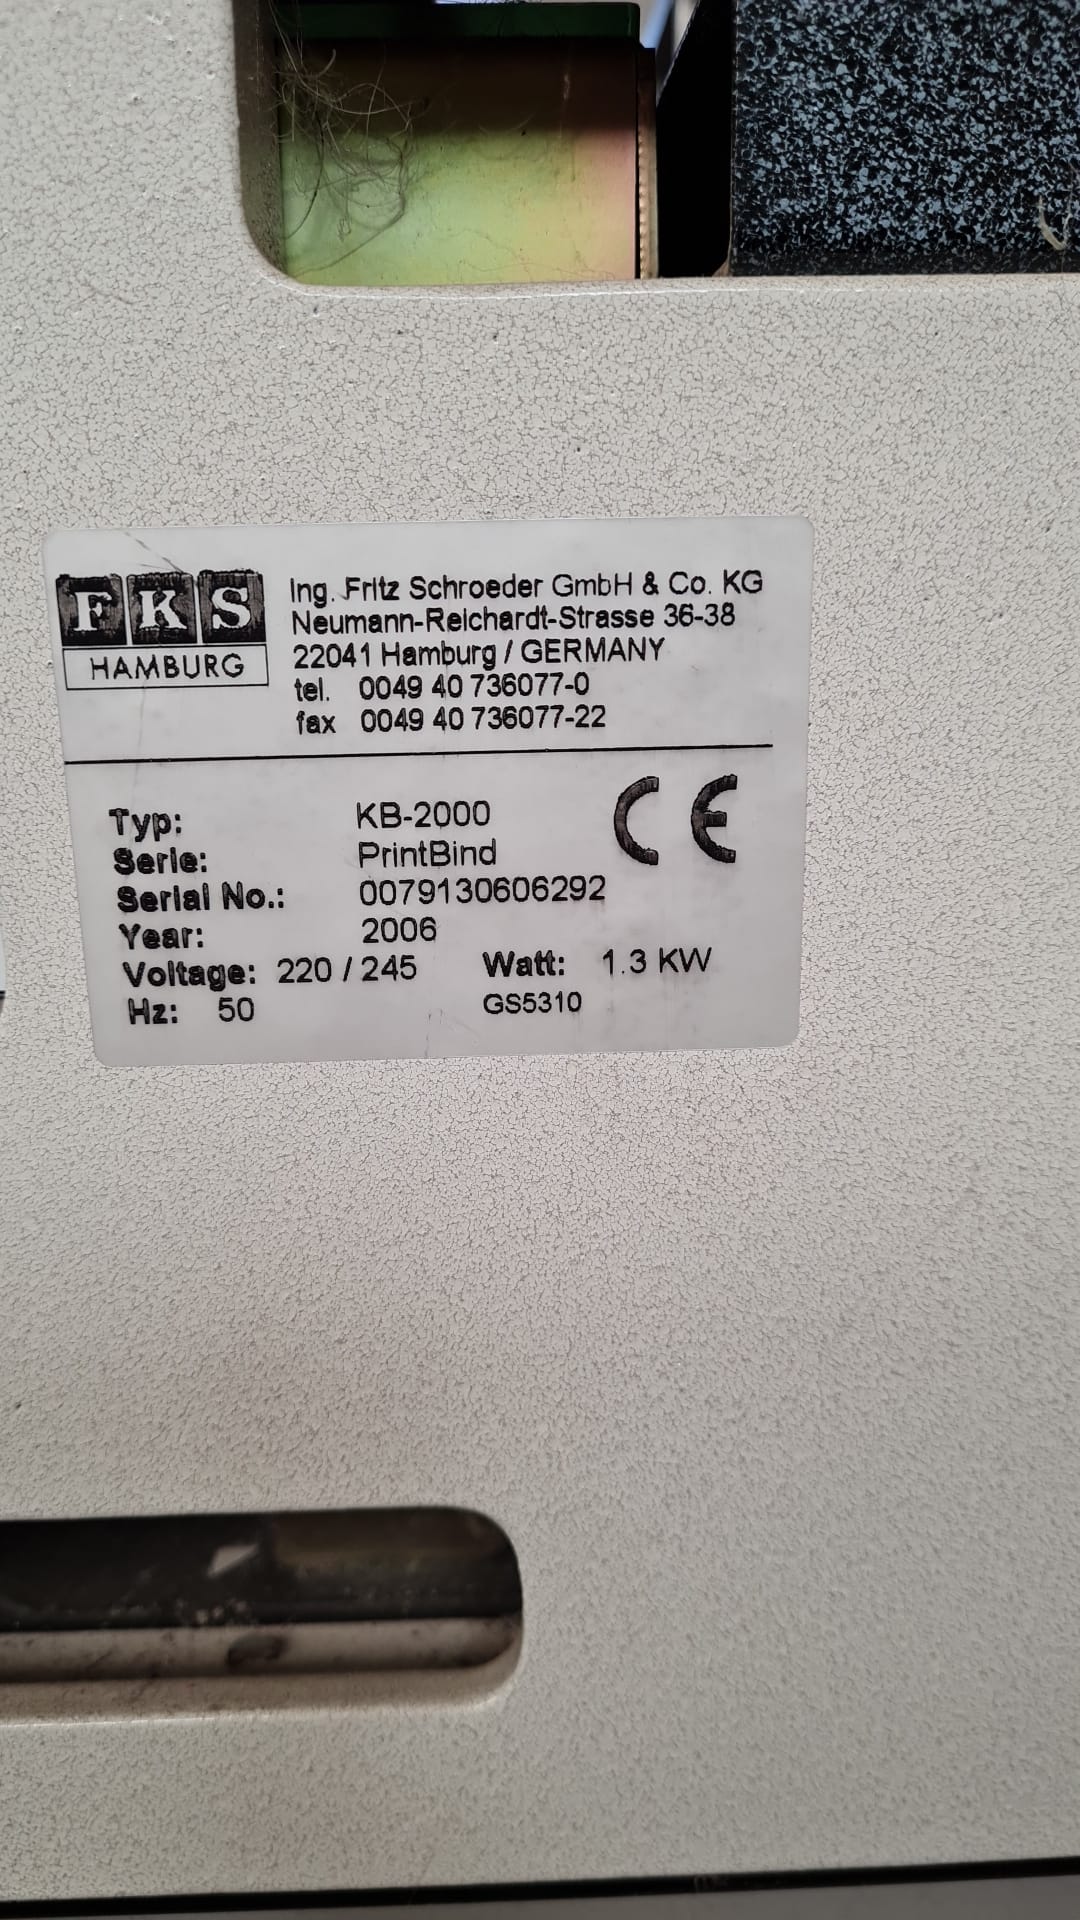 FKS
HAMBURG
Ing. Fritz Schroeder GmbH & Co. KG
Neumann-Reichardt-Strasse 36-38
22041 Hamburg / GERMANY
tel. 0049 40 736077-0
fax 0049 40 736077-22
Typ: KB-2000
CE
Serie: PrintBind
Serial No.: 0079130606292
Year: 2006
Voltage: 220 / 245 Watt: 1.3 KW
Hz: 50 GS5310